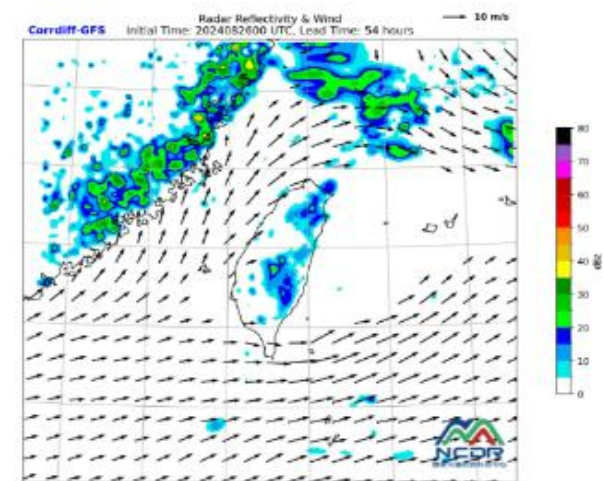 Radar Reflectivity & Wind
10 m/s
Corrdiff-GFS
Initial Time: 2024082600 UTC, Lead Time: 54 hours
80
70
60
50
40
30
20
10
0
dBz
NCDR